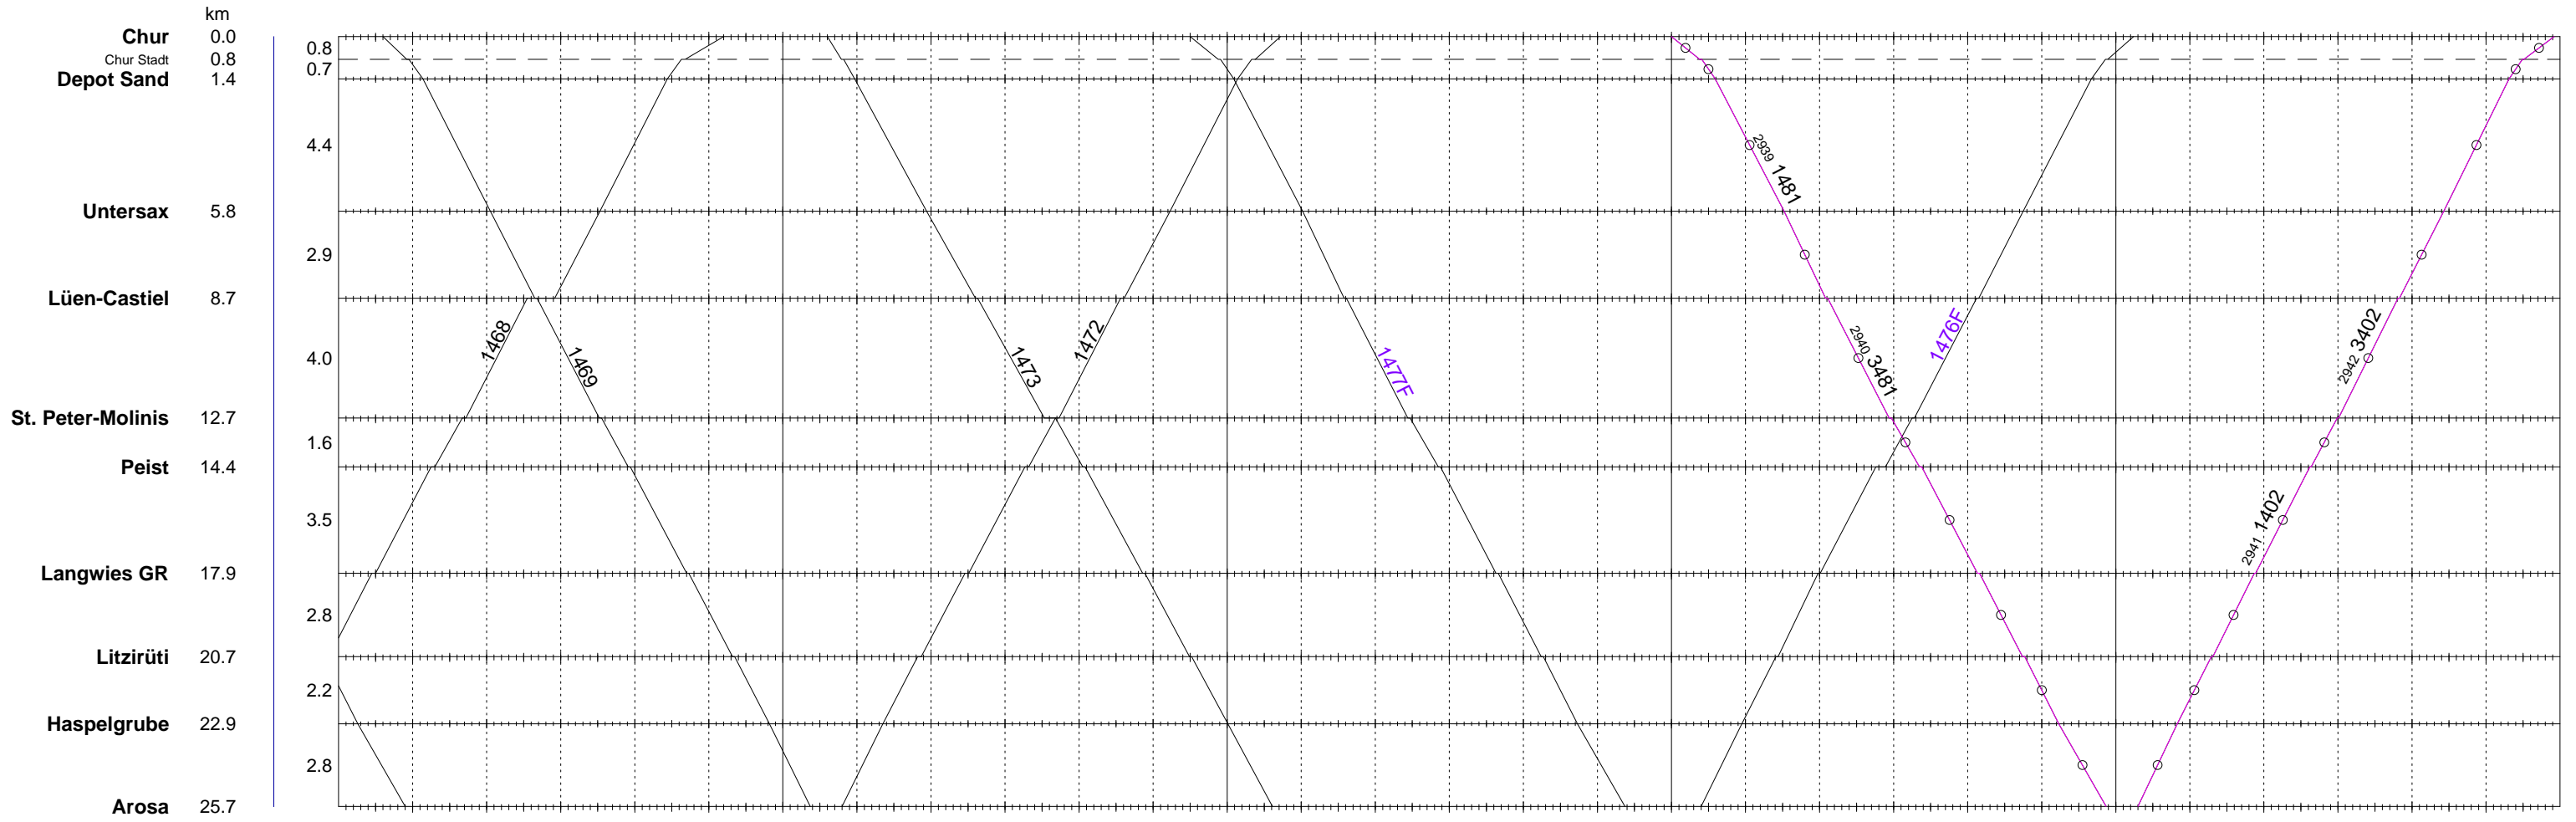 km
Chur 0.0
0.8
Chur Stadt 0.8
0.7
Depot Sand 1.4
4.4
Untersax 5.8
2.9
Lüen-Castiel 8.7
4.0
St. Peter-Molinis 12.7
1.6
Peist 14.4
3.5
Langwies GR 17.9
2.8
Litzirüti 20.7
2.2
Haspelgrube 22.9
2.8
Arosa 25.7
1468
1469
1473
1472
1477F
2939 1481
2940 3481
1476F
2941 1402
2942 3402